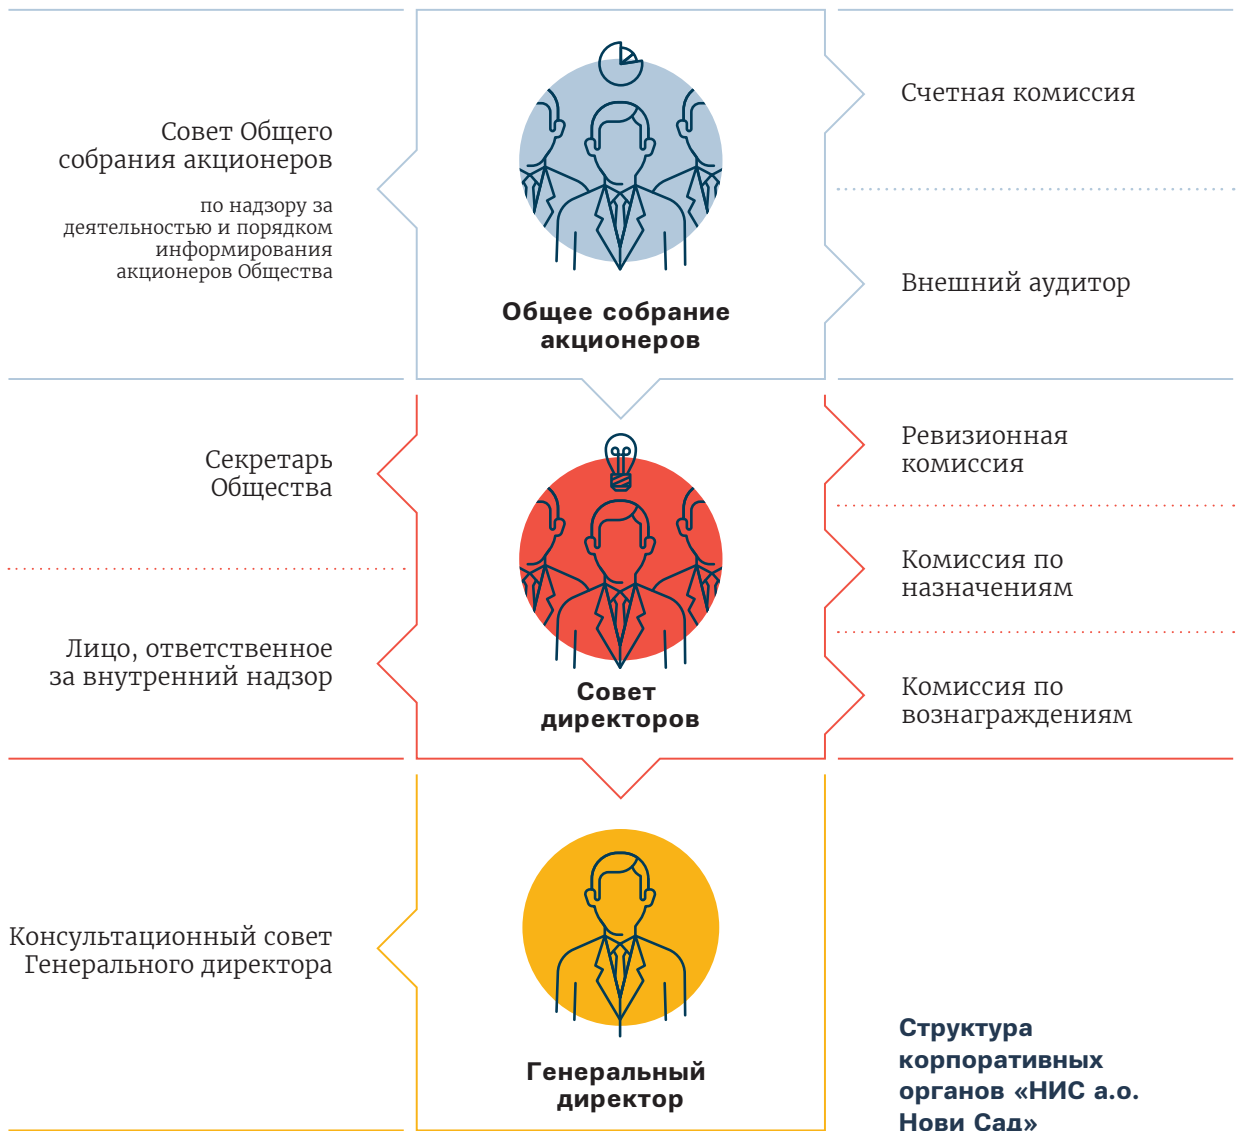 Совет Общего
собрания акционеров
по надзору за
деятельностью и порядком
информирования
акционеров Общества
Общее собрание
акционеров
Счетная комиссия
Внешний аудитор
Секретарь
Общества
Лицо, ответственное
за внутренний надзор
Совет
директоров
Ревизионная
комиссия
Комиссия по
назначениям
Комиссия по
вознаграждениям
Консультационный совет
Генерального директора
Генеральный
директор
Структура
корпоративных
органов «НИС а.о.
Нови Сад»